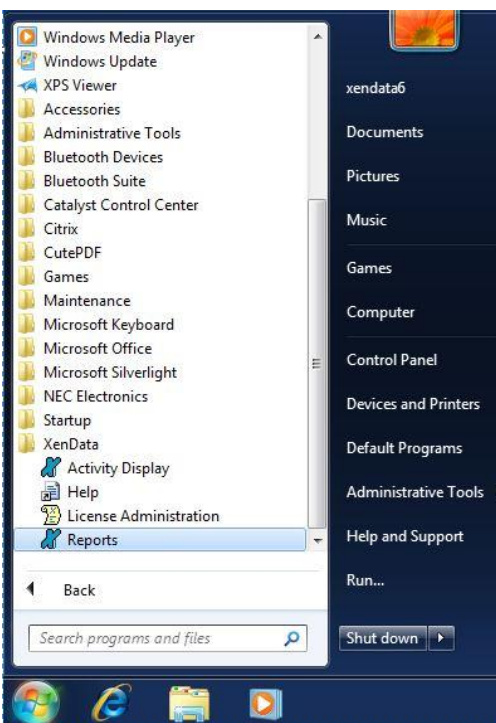 Windows Media Player
Windows Update
XPS Viewer
Accessories
Administrative Tools
Bluetooth Devices
Bluetooth Suite
Catalyst Control Center
Citrix
CutePDF
Games
Maintenance
Microsoft Keyboard
Microsoft Office
Microsoft Silverlight
NEC Electronics
Startup
XenData
Activity Display
Help
License Administration
Reports
Back
Search programs and files
xendata6
Documents
Pictures
Music
Games
Computer
Control Panel
Devices and Printers
Default Programs
Administrative Tools
Help and Support
Run...
Shut down